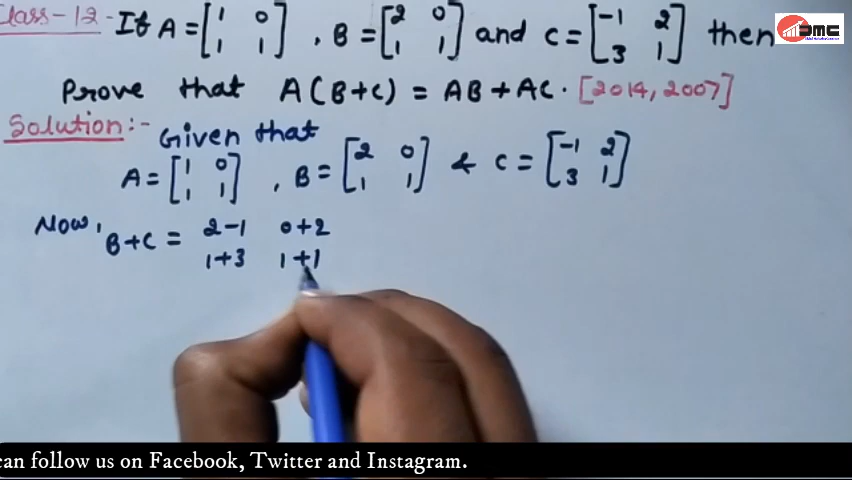 Class-12 - If A = [1 0 1 1], B = [2 0 1 1] and C = [-1 2 3 1] then
Prove that A(B+C) = AB + AC. [2014, 2007]
Solution:- Given that
A = [1 0 1 1], B = [2 0 1 1] & C = [-1 2 3 1]
Now, B+C = 2-1 0+2
1+3 1+1
DMC
can follow us on Facebook, Twitter and Instagram.